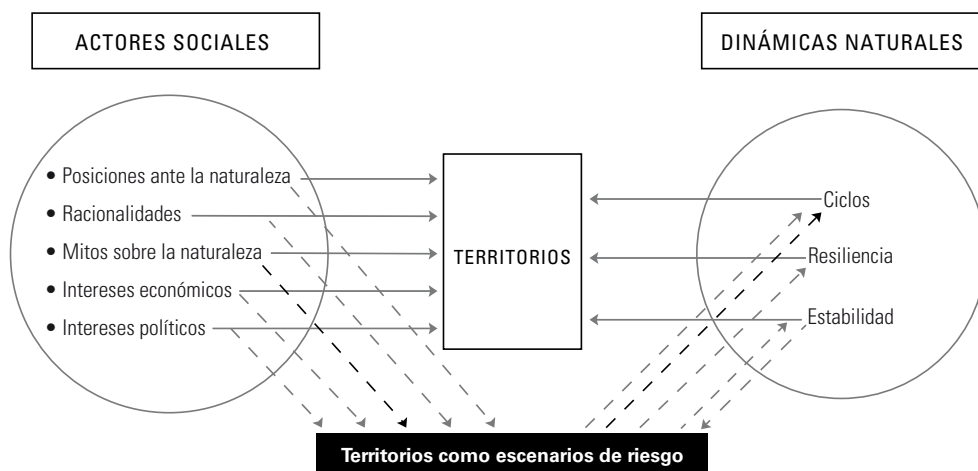 ACTORES SOCIALES
DINÁMICAS NATURALES
• Posiciones ante la naturaleza
• Racionalidades
• Mitos sobre la naturaleza
• Intereses económicos
• Intereses políticos
TERRITORIOS
Ciclos
Resiliencia
Estabilidad
Territorios como escenarios de riesgo